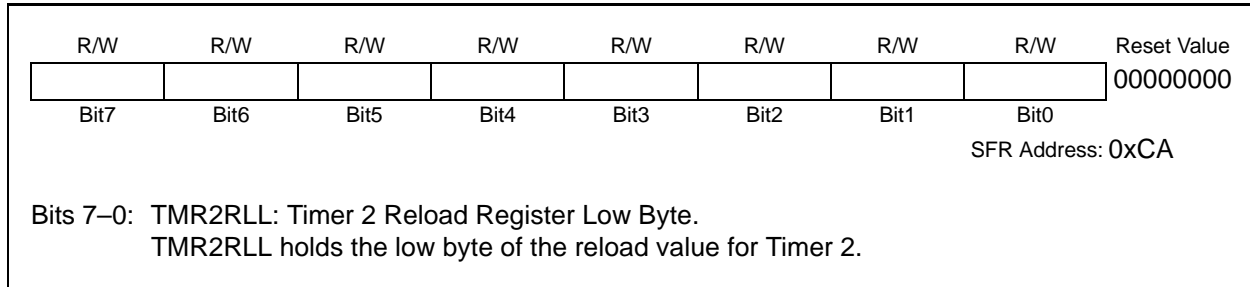 R/W R/W R/W R/W R/W R/W R/W R/W Reset Value
00000000
Bit7 Bit6 Bit5 Bit4 Bit3 Bit2 Bit1 Bit0
SFR Address: 0xCA
Bits 7–0: TMR2RLL: Timer 2 Reload Register Low Byte.
TMR2RLL holds the low byte of the reload value for Timer 2.